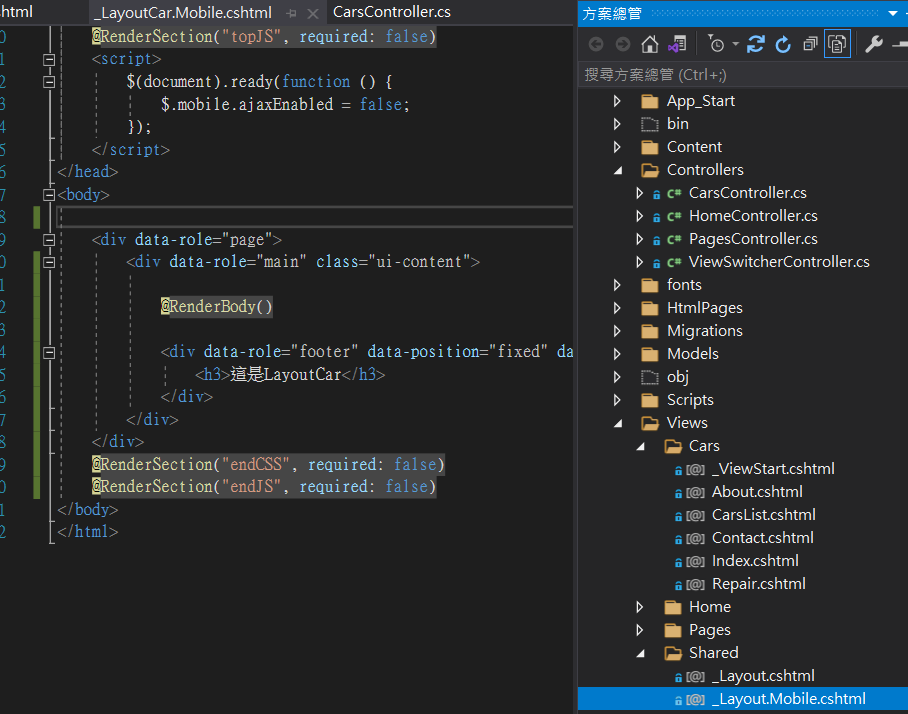 html
_LayoutCar.Mobile.cshtml
CarsController.cs
@RenderSection("topJS", required: false)
<script>
$(document).ready(function () {
$.mobile.ajaxEnabled = false;
});
</script>
</head>
<body>
<div data-role="page">
<div data-role="main" class="ui-content">
@RenderBody()
<div data-role="footer" data-position="fixed" da
<h3>這是LayoutCar</h3>
</div>
</div>
</div>
@RenderSection("endCSS", required: false)
@RenderSection("endJS", required: false)
</body>
</html>
方案總管
搜尋方案總管 (Ctrl+;)
App_Start
bin
Content
Controllers
C# CarsController.cs
C# HomeController.cs
C# PagesController.cs
C# ViewSwitcherController.cs
fonts
HtmlPages
Migrations
Models
obj
Scripts
Views
Cars
[@] _ViewStart.cshtml
[@] About.cshtml
[@] CarsList.cshtml
[@] Contact.cshtml
[@] Index.cshtml
[@] Repair.cshtml
Home
Pages
Shared
[@] _Layout.cshtml
[@] _Layout.Mobile.cshtml